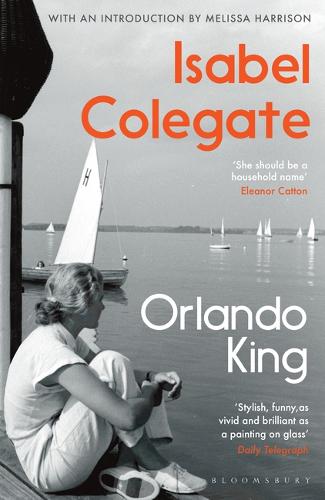 WITH AN INTRODUCTION BY MELISSA HARRISON
Isabel
Colegate
‘She should be a
household name’
Eleanor Catton
H
Orlando
King
‘Stylish, funny,as
vivid and brilliant as
a painting on glass’
Daily Telegraph
BLOOMSBURY